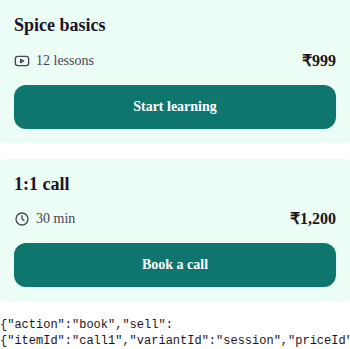 Spice basics
12 lessons
₹999
Start learning
1:1 call
30 min
₹1,200
Book a call
{"action":"book","sell":
{"itemId":"call1","variantId":"session","priceId"